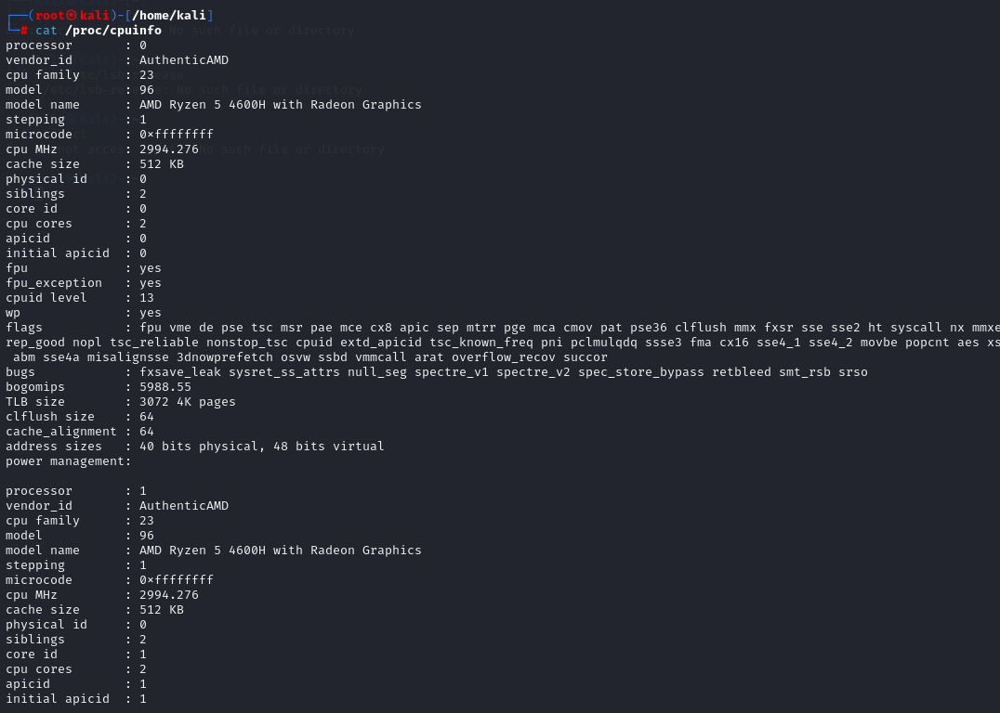 ┌──(root㉿kali)-[/home/kali]
└─# cat /proc/cpuinfo
processor       : 0
vendor_id       : AuthenticAMD
cpu family      : 23
model           : 96
model name      : AMD Ryzen 5 4600H with Radeon Graphics
stepping        : 1
microcode       : 0xffffffff
cpu MHz         : 2994.276
cache size      : 512 KB
physical id     : 0
siblings        : 2
core id         : 0
cpu cores       : 2
apicid          : 0
initial apicid  : 0
fpu             : yes
fpu_exception   : yes
cpuid level     : 13
wp              : yes
flags           : fpu vme de pse tsc msr pae mce cx8 apic sep mtrr pge mca cmov pat pse36 clflush mmx fxsr sse sse2 ht syscall nx mmxe
rep_good nopl tsc_reliable nonstop_tsc cpuid extd_apicid tsc_known_freq pni pclmulqdq ssse3 fma cx16 sse4_1 sse4_2 movbe popcnt aes xs
 abm sse4a misalignsse 3dnowprefetch osvw ssbd vmmcall arat overflow_recov succor
bugs            : fxsave_leak sysret_ss_attrs null_seg spectre_v1 spectre_v2 spec_store_bypass retbleed smt_rsb srso
bogomips        : 5988.55
TLB size        : 3072 4K pages
clflush size    : 64
cache_alignment : 64
address sizes   : 40 bits physical, 48 bits virtual
power management:

processor       : 1
vendor_id       : AuthenticAMD
cpu family      : 23
model           : 96
model name      : AMD Ryzen 5 4600H with Radeon Graphics
stepping        : 1
microcode       : 0xffffffff
cpu MHz         : 2994.276
cache size      : 512 KB
physical id     : 0
siblings        : 2
core id         : 1
cpu cores       : 2
apicid          : 1
initial apicid  : 1